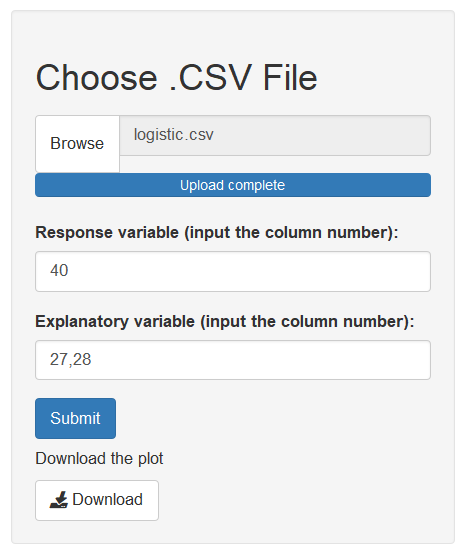 Choose .CSV File
Browse logistic.csv
Upload complete
Response variable (input the column number):
40
Explanatory variable (input the column number):
27,28
Submit
Download the plot
Download